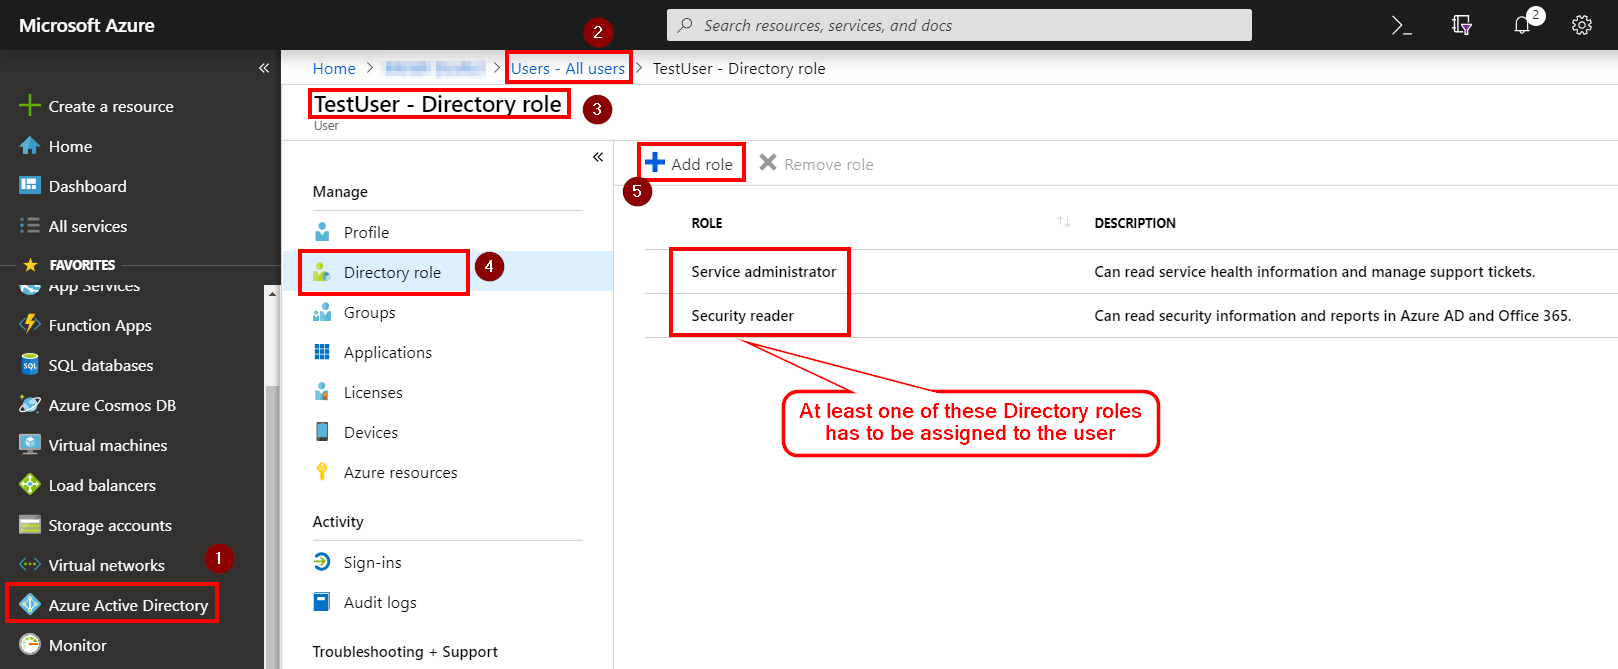 Microsoft Azure
Search resources, services, and docs
2
2
Home > > Users - All users > TestUser - Directory role
TestUser - Directory role
3
User
Create a resource
Home
Dashboard
All services
FAVORITES
App Services
Function Apps
SQL databases
Azure Cosmos DB
Virtual machines
Load balancers
Storage accounts
Virtual networks
1
Azure Active Directory
Monitor
Manage
Profile
Directory role
4
Groups
Applications
Licenses
Devices
Azure resources
Activity
Sign-ins
Audit logs
Troubleshooting + Support
Add role
Remove role
5
ROLE
DESCRIPTION
Service administrator
Can read service health information and manage support tickets.
Security reader
Can read security information and reports in Azure AD and Office 365.
At least one of these Directory roles
has to be assigned to the user